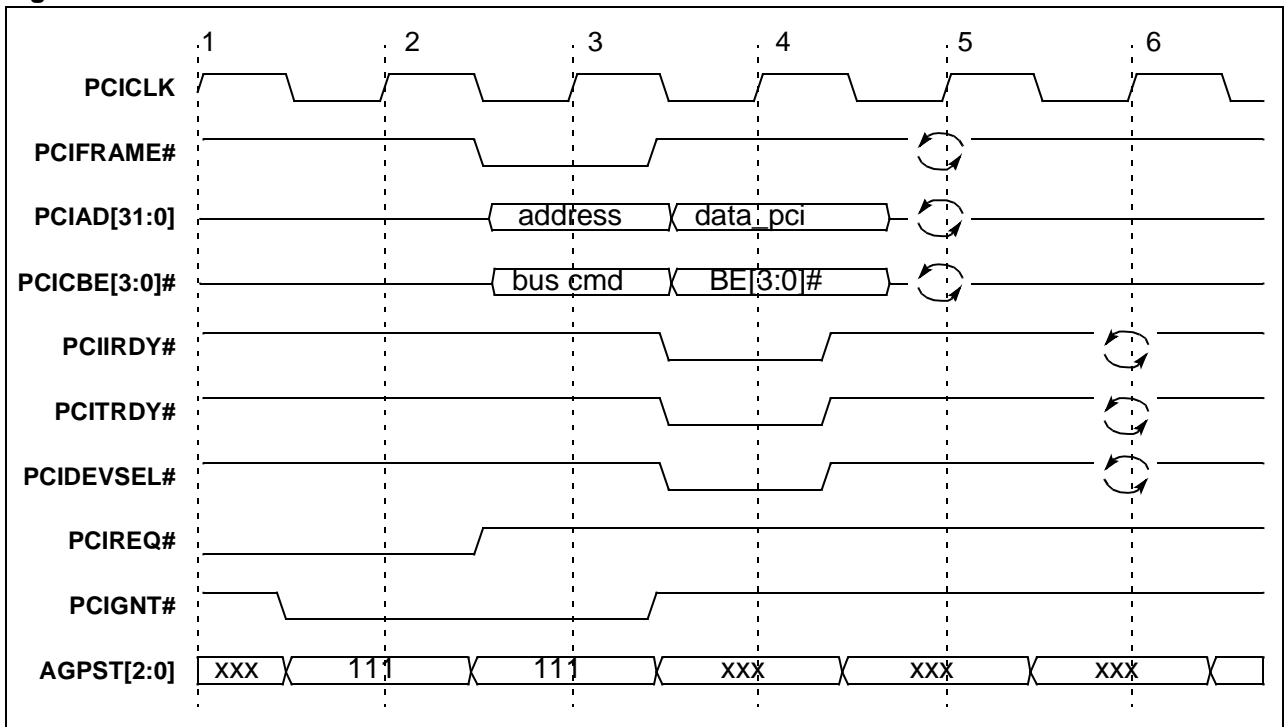 1 2 3 4 5 6
PCICLK
PCIFRAME#
PCIAD[31:0] address data_pci
PCICBE[3:0]# bus cmd BE[3:0]#
PCIIRDY#
PCITRDY#
PCIDEVSEL#
PCIREQ#
PCIGNT#
AGPST[2:0] xxx 111 111 xxx xxx xxx